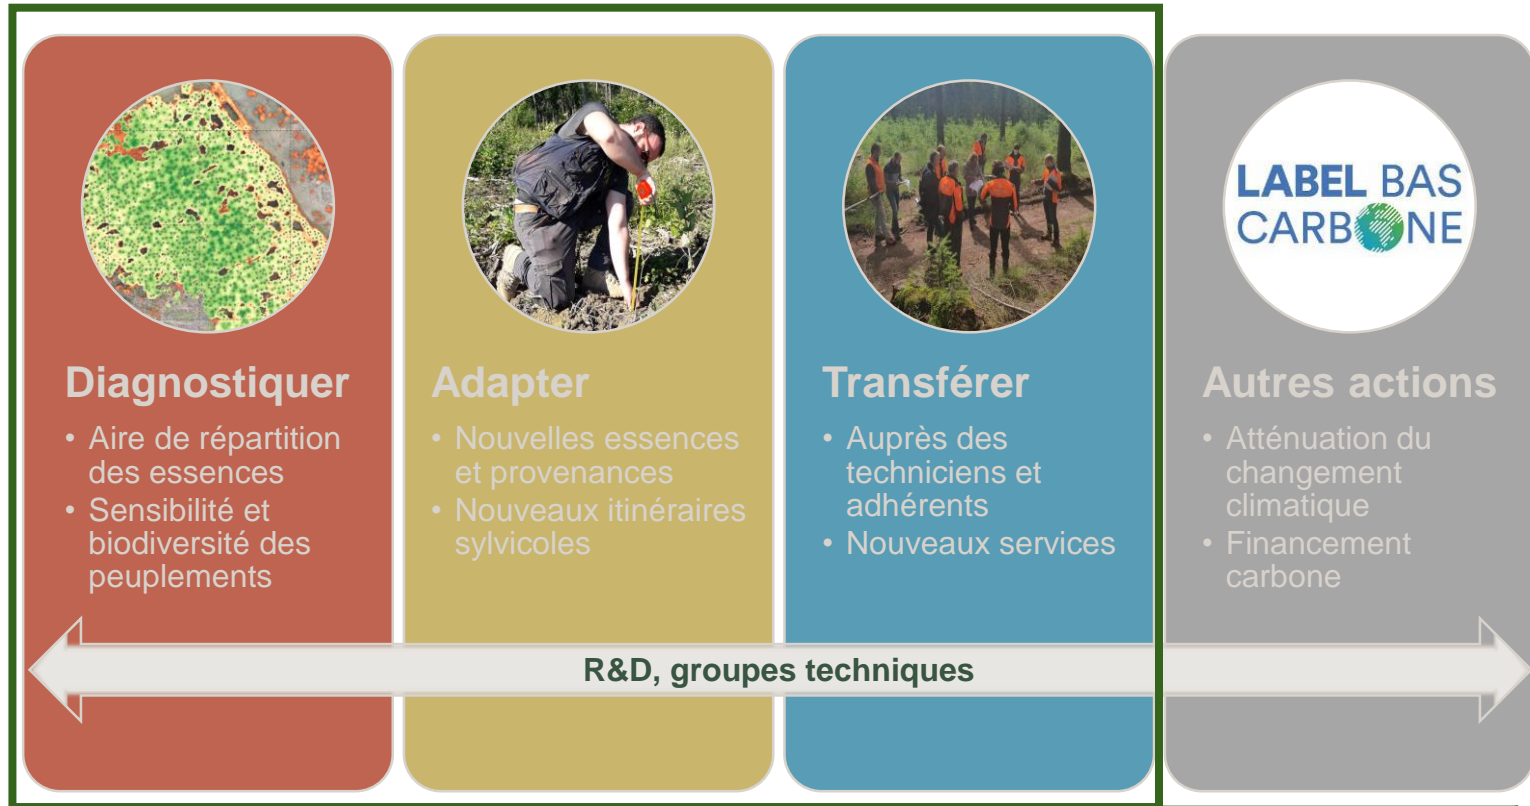 LABEL BAS
CARBONE
Diagnostiquer
• Aire de répartition
des essences
• Sensibilité et
biodiversité des
peuplements
Adapter
• Nouvelles essences
et provenances
• Nouveaux itinéraires
sylvicoles
Transférer
• Auprès des
techniciens et
adhérents
• Nouveaux services
Autres actions
• Atténuation du
changement
climatique
• Financement
carbone
R&D, groupes techniques